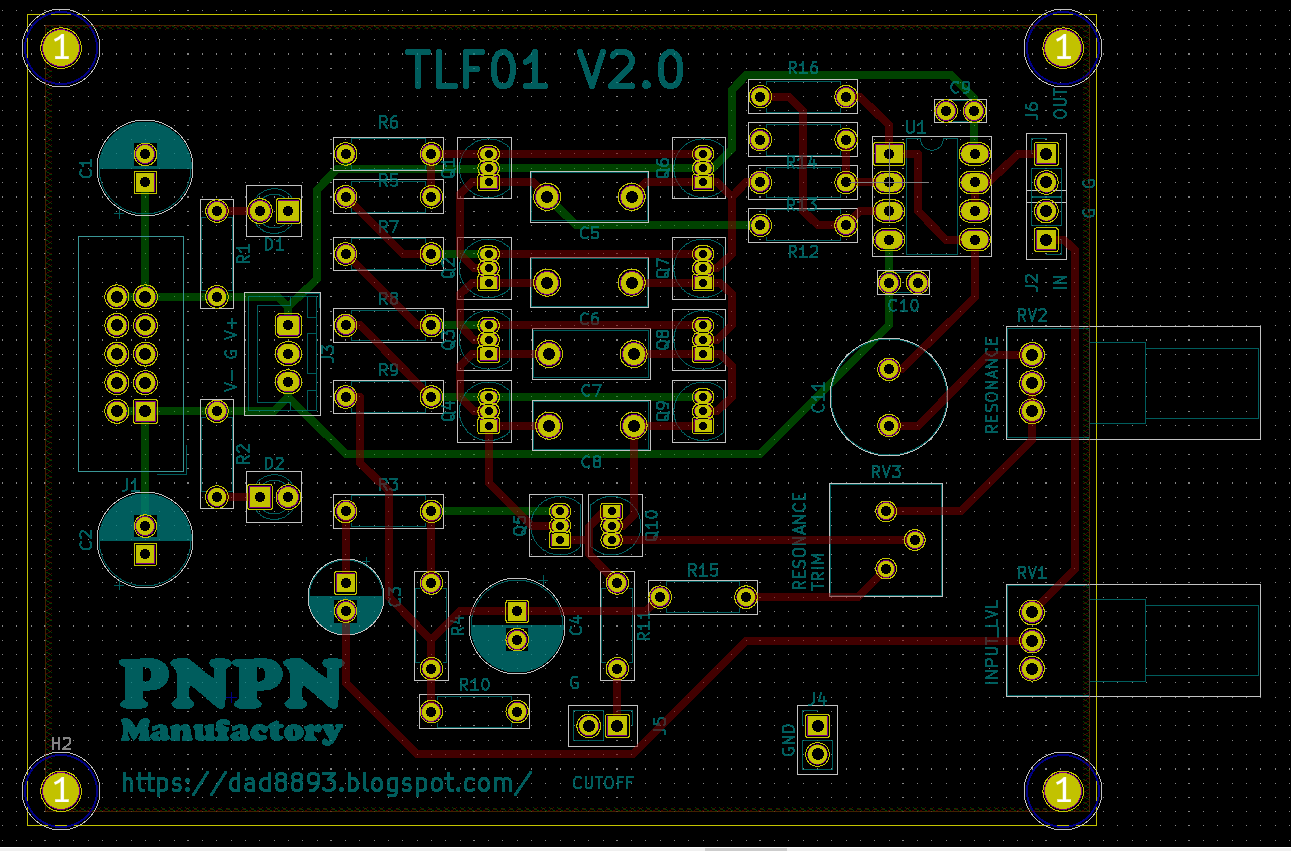 1
1
TLF01 V2.0
R16
C9
J6
OUT
R6
U1
C1
Q1
Q6
R14
R5
G
R13
G
C5
R7
R12
D1
R1
Q2
Q7
J2
IN
R8
C6
C10
RV2
V+
G
V-
J3
Q3
Q8
RESONANCE
R9
C7
C11
Q4
Q9
R2
D2
C8
RV3
J1
R3
C2
Q5
Q10
RESONANCE
TRIM
R15
RV1
C3
R4
C4
R11
INPUT_LVL
PNPN
Manufactory
R10
G
J5
J4
GND
H2
https://dad8893.blogspot.com/
CUTOFF
1
1